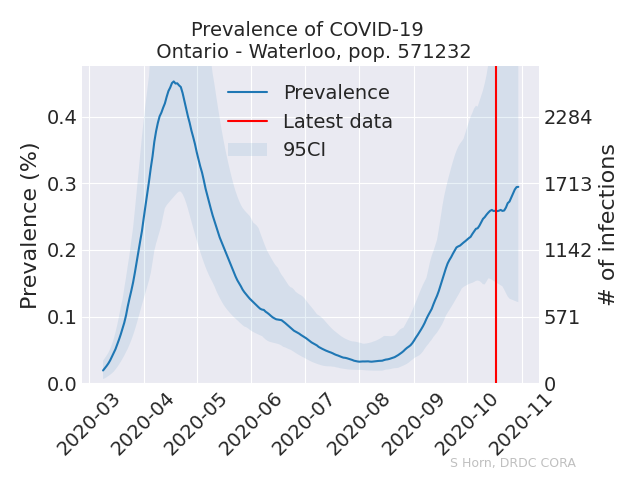 Prevalence of COVID-19
Ontario - Waterloo, pop. 571232
Prevalence
Latest data
95CI
Prevalence (%)
0.4
0.3
0.2
0.1
0.0
2284
1713
1142
571
0
# of infections
2020-03
2020-04
2020-05
2020-06
2020-07
2020-08
2020-09
2020-10
2020-11
S Horn, DRDC CORA